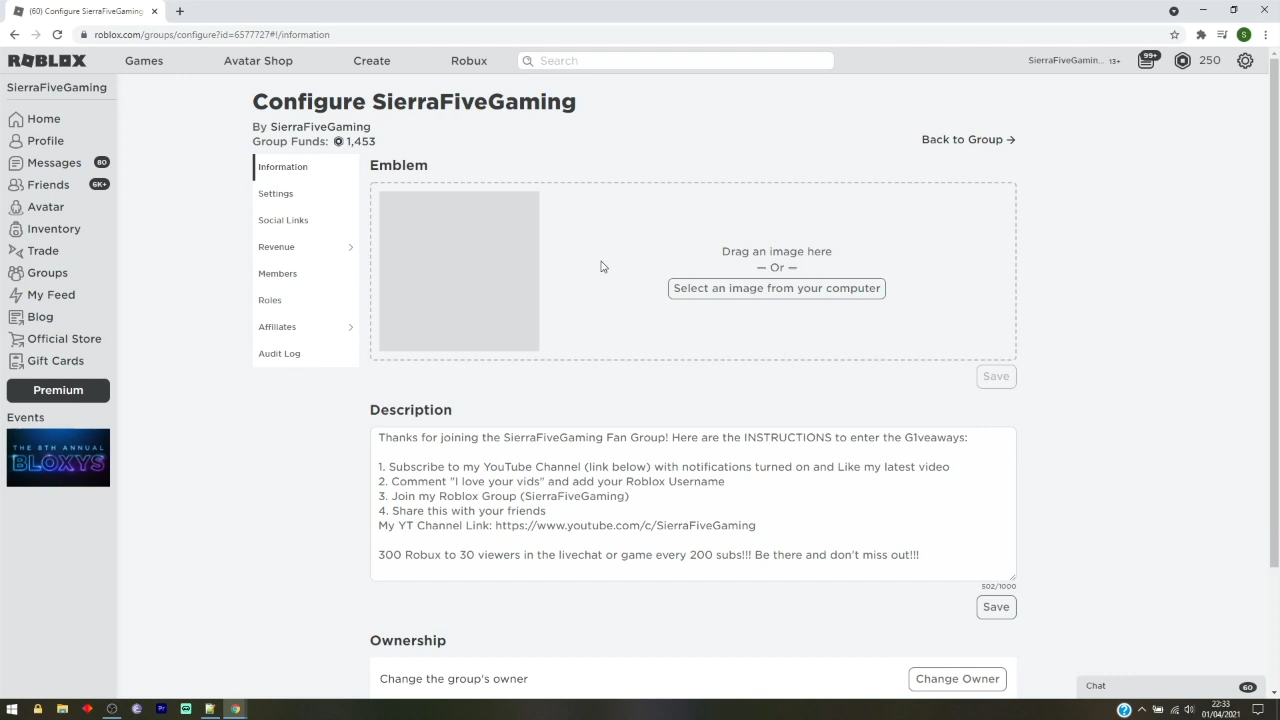 (60) Configure SierraFiveGaming
roblox.com/groups/configure?id=6577727#!/information
S
ROBLOX
Games
Avatar Shop
Create
Robux
Search
SierraFiveGamin... 13+
99+
250
SierraFiveGaming
Home
Profile
Messages 80
Friends 6K+
Avatar
Inventory
Trade
Groups
My Feed
Blog
Official Store
Gift Cards
Premium
Events
THE 8TH ANNUAL
BLOXYS
Configure SierraFiveGaming
By SierraFiveGaming
Group Funds: 1,453
Back to Group →
Information
Settings
Social Links
Revenue
Members
Roles
Affiliates
Audit Log
Emblem
Drag an image here
— Or —
Select an image from your computer
Save
Description
Thanks for joining the SierraFiveGaming Fan Group! Here are the INSTRUCTIONS to enter the G1veaways:
1. Subscribe to my YouTube Channel (link below) with notifications turned on and Like my latest video
2. Comment "I love your vids" and add your Roblox Username
3. Join my Roblox Group (SierraFiveGaming)
4. Share this with your friends
My YT Channel Link: https://www.youtube.com/c/SierraFiveGaming
300 Robux to 30 viewers in the livechat or game every 200 subs!!! Be there and don't miss out!!!
502/1000
Save
Ownership
Change the group's owner
Change Owner
Chat
60
22:33
01/04/2021